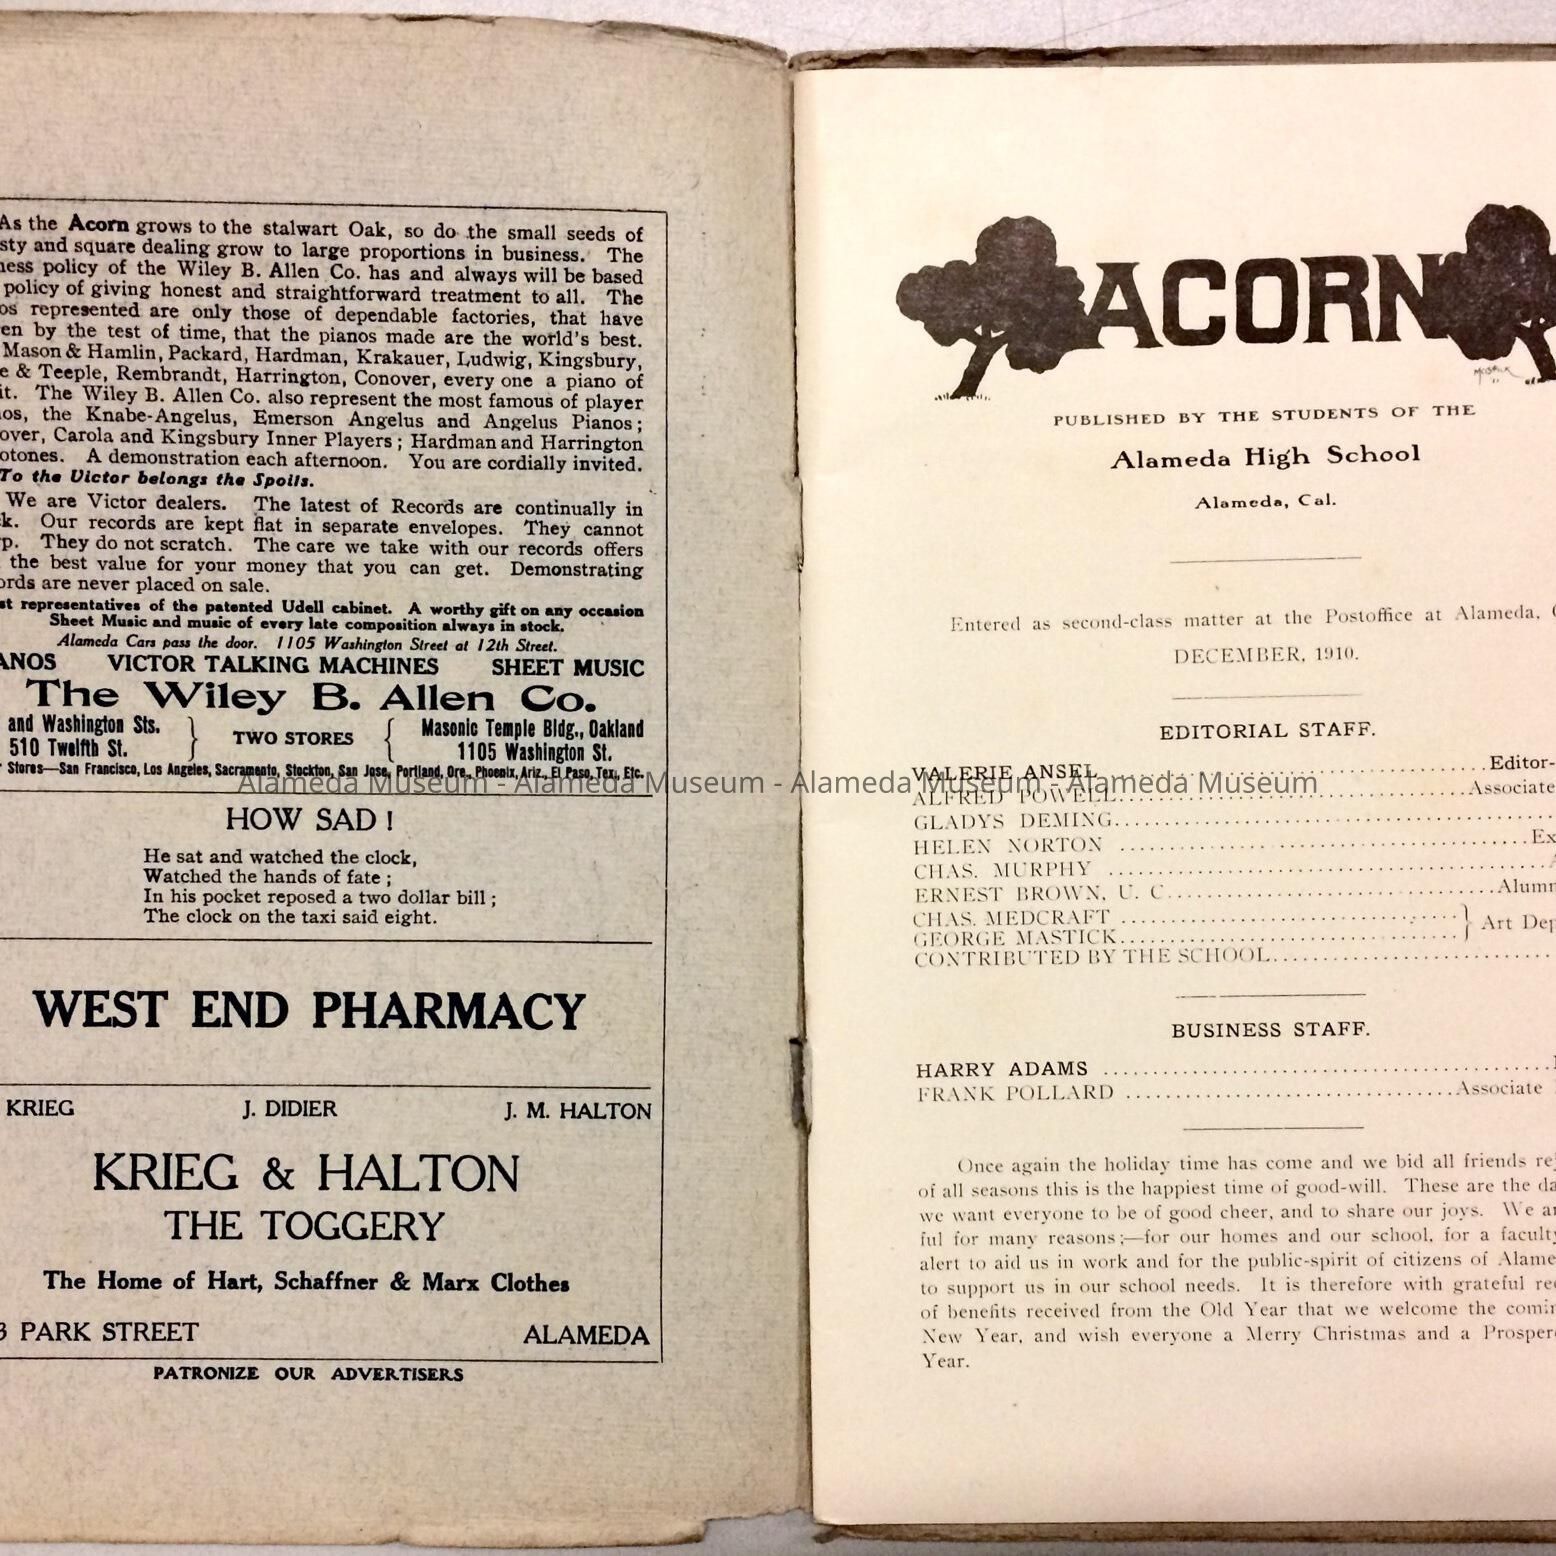 As the Acorn grows to the stalwart Oak, so do the small seeds of
sty and square dealing grow to large proportions in business. The
ness policy of the Wiley B. Allen Co. has and always will be based
policy of giving honest and straightforward treatment to all. The
os represented are only those of dependable factories, that have
en by the test of time, that the pianos made are the world's best.
Mason & Hamlin, Packard, Hardman, Krakauer, Ludwig, Kingsbury,
e & Teeple, Rembrandt, Harrington, Conover, every one a piano of
it. The Wiley B. Allen Co. also represent the most famous of player
nos, the Knabe-Angelus, Emerson Angelus and Angelus Pianos;
over, Carola and Kingsbury Inner Players; Hardman and Harrington
otones. A demonstration each afternoon. You are cordially invited.
To the Victor belongs the Spoils.
We are Victor dealers. The latest of Records are continually in
k. Our records are kept flat in separate envelopes. They cannot
rp. They do not scratch. The care we take with our records offers
the best value for your money that you can get. Demonstrating
ords are never placed on sale.
st representatives of the patented Udell cabinet. A worthy gift on any occasion
Sheet Music and music of every late composition always in stock.
Alameda Cars pass the door. 1105 Washington Street at 12th Street.
ANOS VICTOR TALKING MACHINES SHEET MUSIC
The Wiley B. Allen Co.
and Washington Sts.
510 Twelfth St.
TWO STORES
Masonic Temple Bldg., Oakland
1105 Washington St.
r Stores—San Francisco, Los Angeles, Sacramento, Stockton, San Jose, Portland, Ore., Phoenix, Ariz., El Paso, Tex., Etc.
HOW SAD!
He sat and watched the clock,
Watched the hands of fate;
In his pocket reposed a two dollar bill;
The clock on the taxi said eight.
WEST END PHARMACY
KRIEG J. DIDIER J. M. HALTON
KRIEG & HALTON
THE TOGGERY
The Home of Hart, Schaffner & Marx Clothes
3 PARK STREET ALAMEDA
PATRONIZE OUR ADVERTISERS
ACORN
PUBLISHED BY THE STUDENTS OF THE
Alameda High School
Alameda, Cal.
Entered as second-class matter at the Postoffice at Alameda, C
DECEMBER, 1910.
EDITORIAL STAFF.
VALERIE ANSEL ........ Editor-
ALFRED POWELL ........ Associate
GLADYS DEMING ........
HELEN NORTON ........ Ex
CHAS. MURPHY ........
ERNEST BROWN, U. C. ........ Alumn
CHAS. MEDCRAFT ........
GEORGE MASTICK ........ Art Dep
CONTRIBUTED BY THE SCHOOL ........
BUSINESS STAFF.
HARRY ADAMS ........
FRANK POLLARD ........ Associate
Once again the holiday time has come and we bid all friends rej
of all seasons this is the happiest time of good-will. These are the da
we want everyone to be of good cheer, and to share our joys. We ar
ful for many reasons;—for our homes and our school, for a faculty
alert to aid us in work and for the public-spirit of citizens of Alame
to support us in our school needs. It is therefore with grateful rec
of benefits received from the Old Year that we welcome the comin
New Year, and wish everyone a Merry Christmas and a Prospero
Year.
Alameda Museum - Alameda Museum - Alameda Museum - Alameda Museum